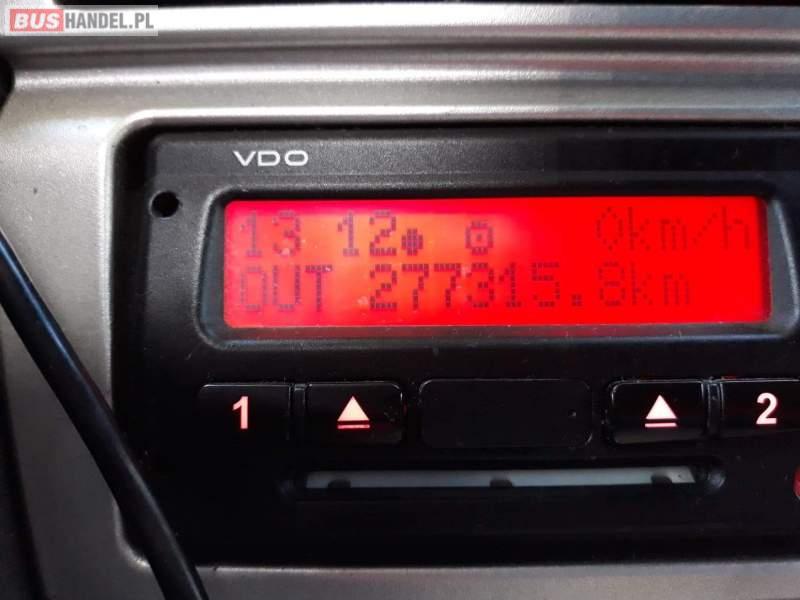 BUSHANDEL.PL
VDO
13 12 0km/h
OUT 277315.8km
1 2